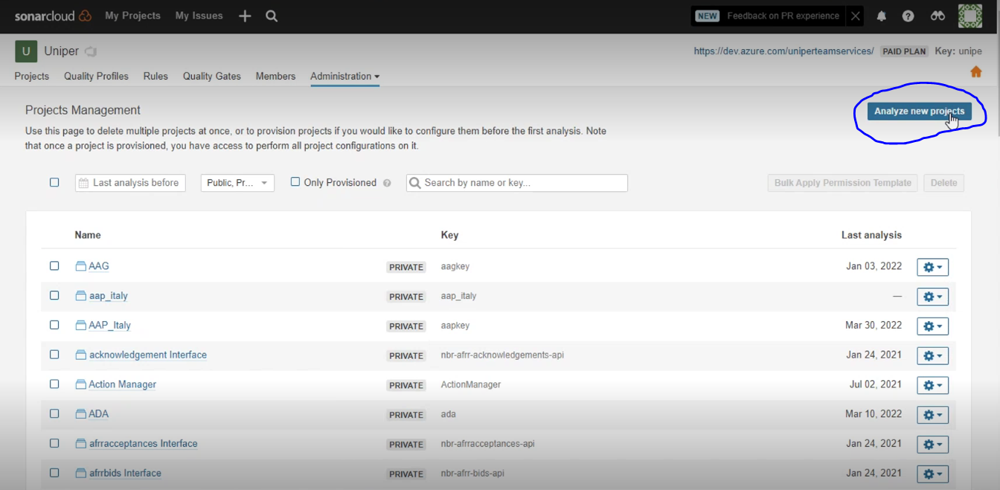 sonarcloud My Projects My Issues NEW Feedback on PR experience
U Uniper https://dev.azure.com/uniperteamservices/ PAID PLAN Key: unipe
Projects Quality Profiles Rules Quality Gates Members Administration
Projects Management Analyze new projects
Use this page to delete multiple projects at once, or to provision projects if you would like to configure them before the first analysis. Note
that once a project is provisioned, you have access to perform all project configurations on it.
Last analysis before Public, Pr... Only Provisioned Search by name or key... Bulk Apply Permission Template Delete
Name Key Last analysis
AAG PRIVATE aagkey Jan 03, 2022
aap_italy PRIVATE aap_italy —
AAP_Italy PRIVATE aapkey Mar 30, 2022
acknowledgement Interface PRIVATE nbr-afrr-acknowledgements-api Jan 24, 2021
Action Manager PRIVATE ActionManager Jul 02, 2021
ADA PRIVATE ada Mar 10, 2022
afrracceptances Interface PRIVATE nbr-afrracceptances-api Jan 24, 2021
afrrbids Interface PRIVATE nbr-afrr-bids-api Jan 24, 2021